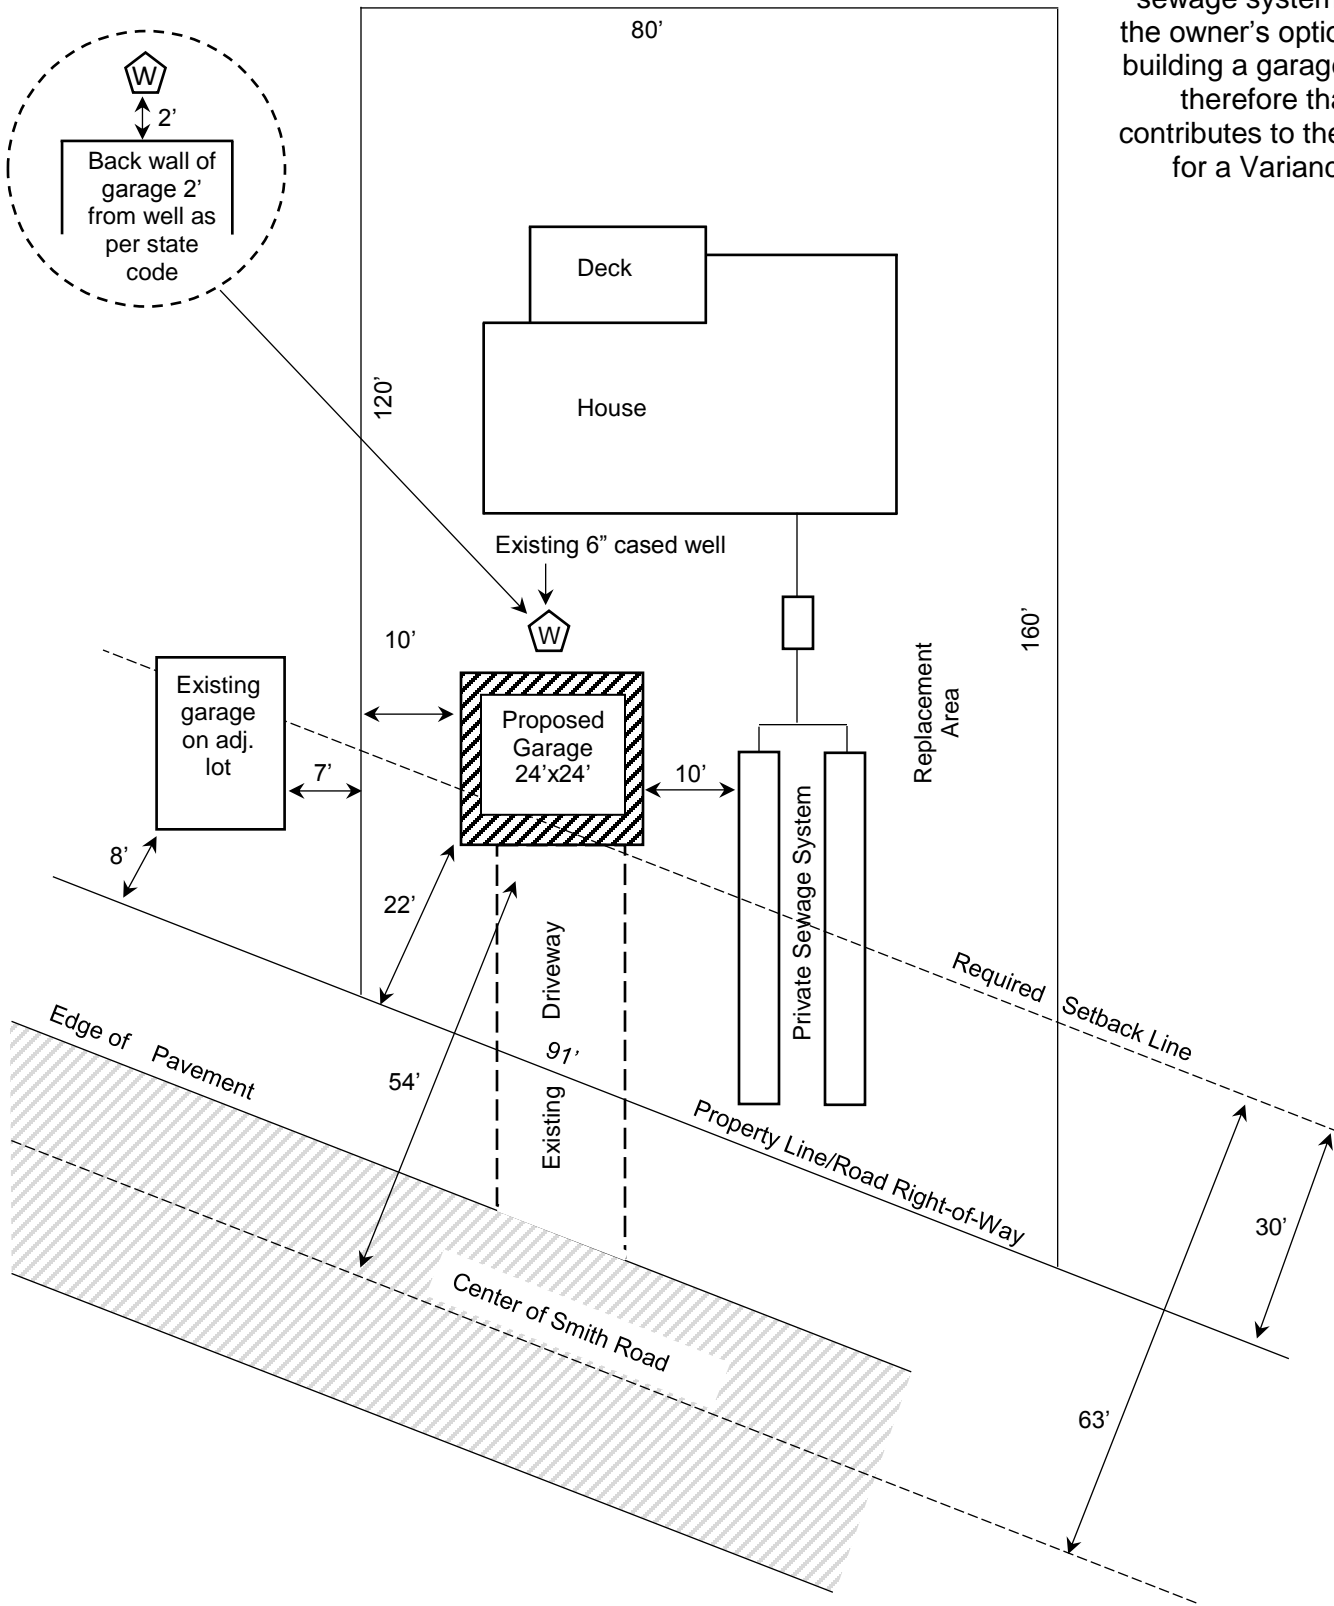 sewage system
the owner’s optio
building a garage
therefore tha
contributes to the
for a Varianc
80’
W
2’
Back wall of
garage 2’
from well as
per state
code
Deck
House
120’
Existing 6” cased well
W
10’
160’
Replacement
Area
Existing
garage
on adj.
lot
Proposed
Garage
24’x24’
7’
10’
8’
22’
Private Sewage System
Required Setback Line
Existing Driveway
91’
54’
Edge of Pavement
Property Line/Road Right-of-Way
30’
Center of Smith Road
63’